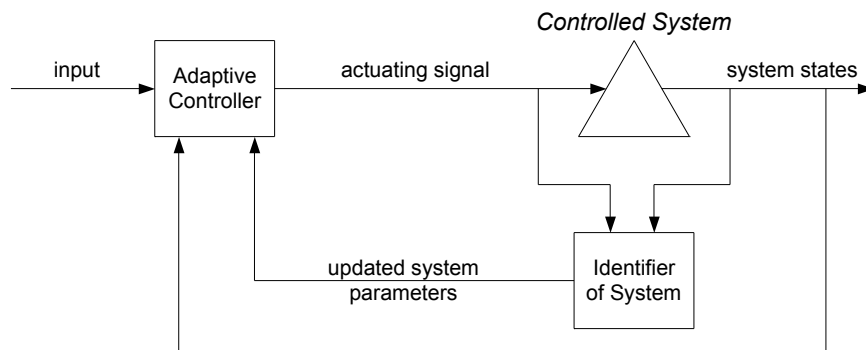 Controlled System
input
Adaptive
Controller
actuating signal
system states
updated system
parameters
Identifier
of System